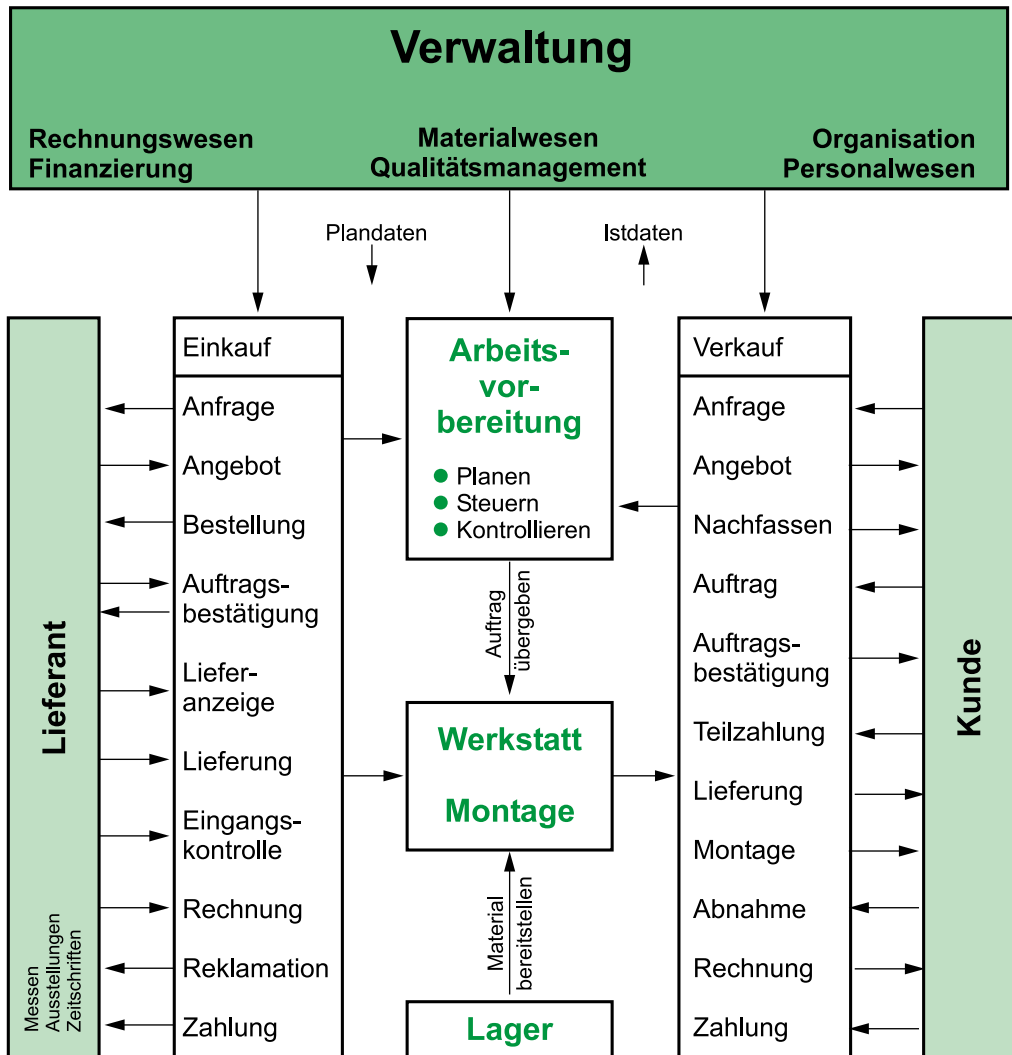 Verwaltung
Rechnungswesen
Finanzierung
Materialwesen
Qualitätsmanagement
Organisation
Personalwesen
Plandaten
Istdaten
Lieferant
Messen
Ausstellungen
Zeitschriften
Einkauf
Anfrage
Angebot
Bestellung
Auftrags-
bestätigung
Liefer-
anzeige
Lieferung
Eingangs-
kontrolle
Rechnung
Reklamation
Zahlung
Arbeits-
vor-
bereitung
● Planen
● Steuern
● Kontrollieren
Auftrag
übergeben
Werkstatt
Montage
Material
bereitstellen
Lager
Verkauf
Anfrage
Angebot
Nachfassen
Auftrag
Auftrags-
bestätigung
Teilzahlung
Lieferung
Montage
Abnahme
Rechnung
Zahlung
Kunde